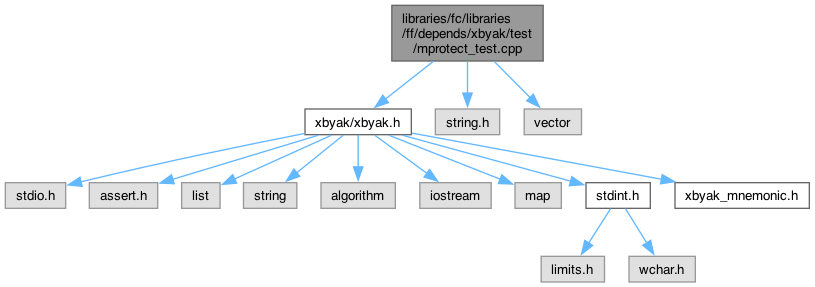 libraries/fc/libraries
/ff/depends/xbyak/test
/mprotect_test.cpp
xbyak/xbyak.h
string.h
vector
stdio.h
assert.h
list
string
algorithm
iostream
map
stdint.h
xbyak_mnemonic.h
limits.h
wchar.h